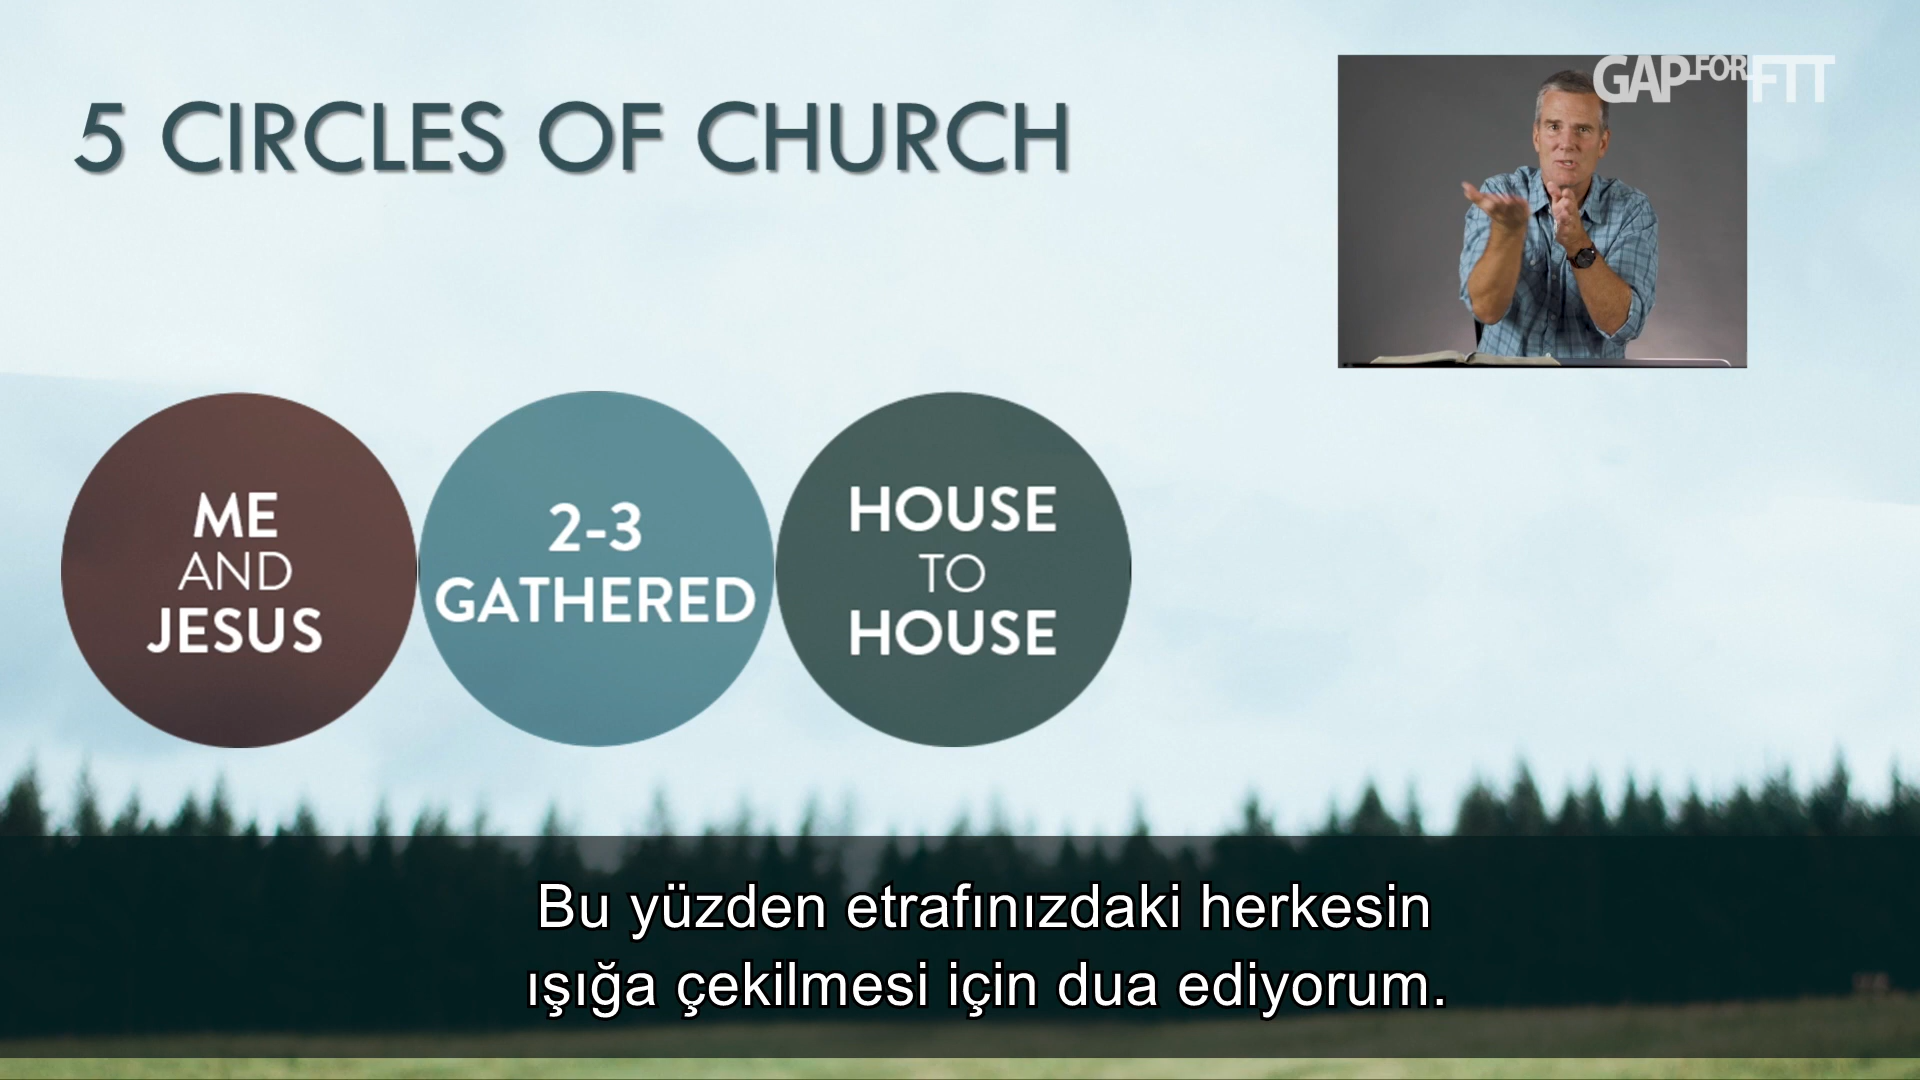 GAP FOR FTT
5 CIRCLES OF CHURCH
ME
AND
JESUS
2-3
GATHERED
HOUSE
TO
HOUSE
Bu yüzden etrafınızdaki herkesin
ışığa çekilmesi için dua ediyorum.